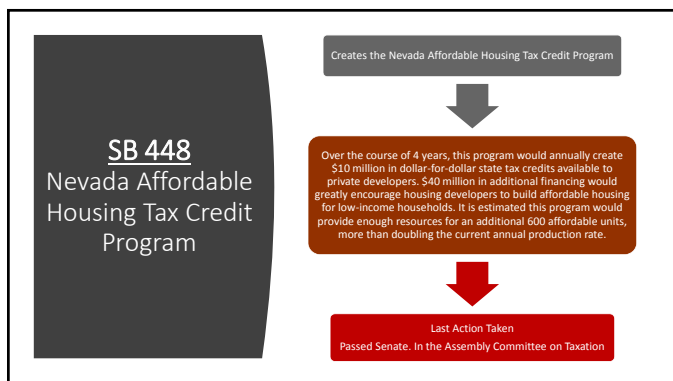 SB 448
Nevada Affordable
Housing Tax Credit
Program
Creates the Nevada Affordable Housing Tax Credit Program
Over the course of 4 years, this program would annually create
$10 million in dollar-for-dollar state tax credits available to
private developers. $40 million in additional financing would
greatly encourage housing developers to build affordable housing
for low-income households. It is estimated this program would
provide enough resources for an additional 600 affordable units,
more than doubling the current annual production rate.
Last Action Taken
Passed Senate. In the Assembly Committee on Taxation